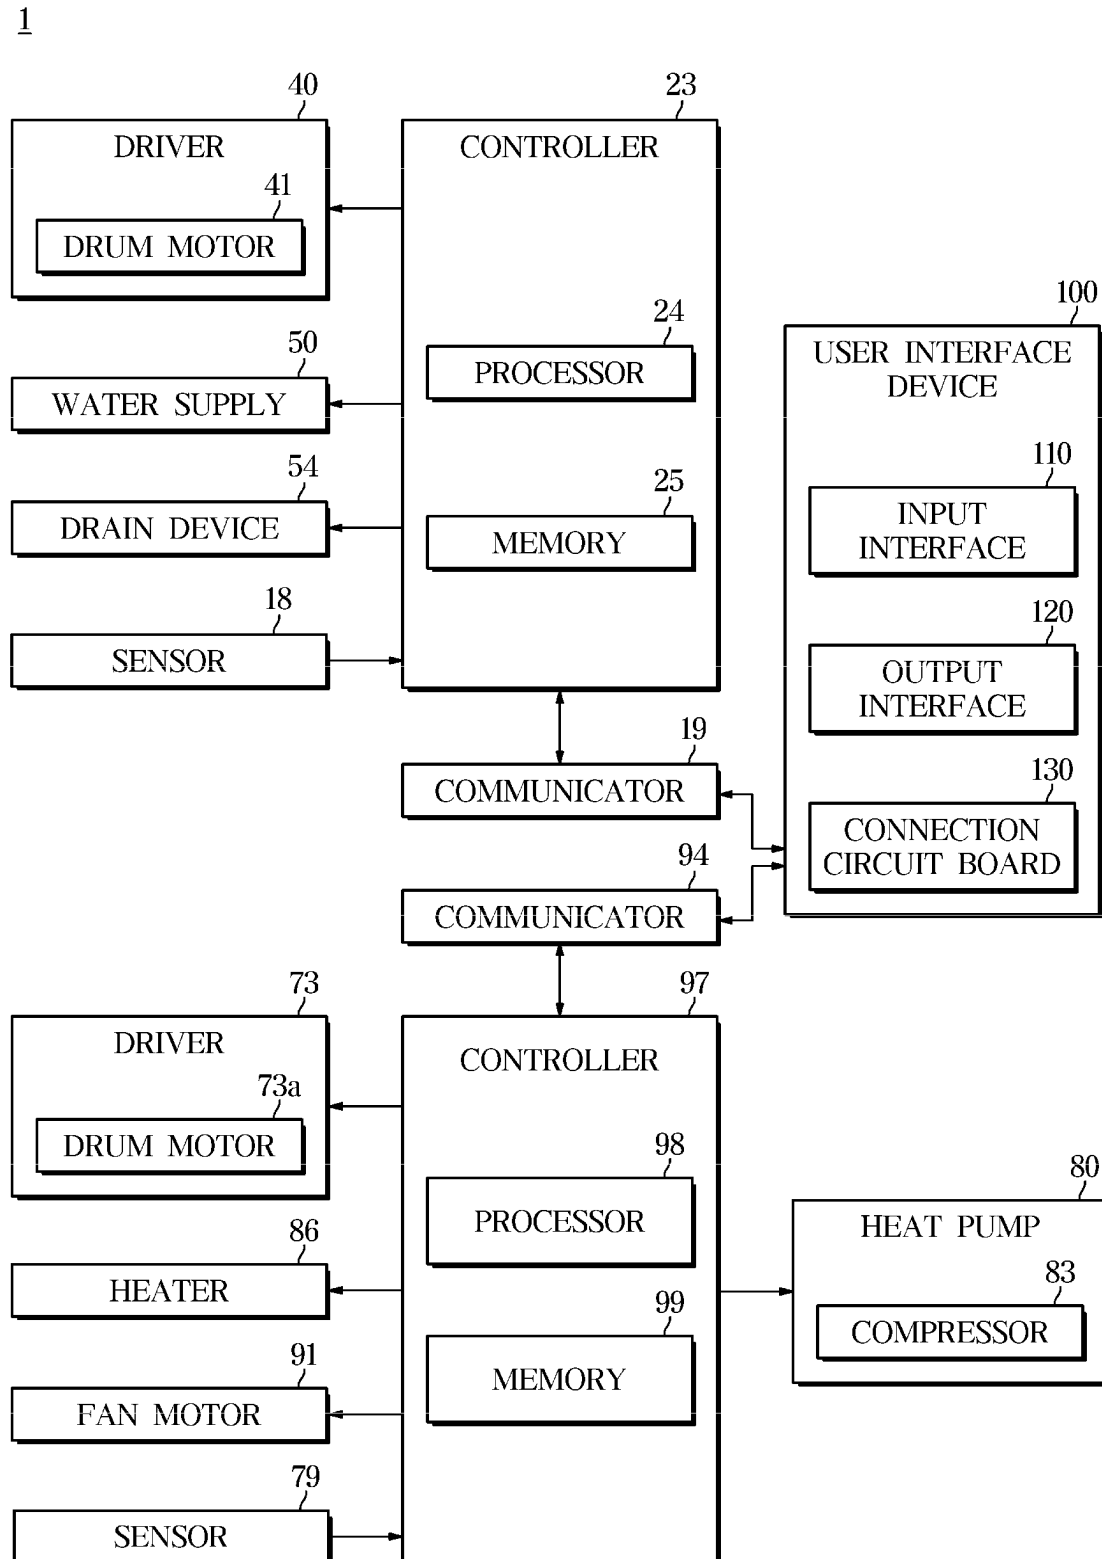 1
40
DRIVER
41
DRUM MOTOR
23
CONTROLLER
24
PROCESSOR
25
MEMORY
50
WATER SUPPLY
54
DRAIN DEVICE
18
SENSOR
100
USER INTERFACE
DEVICE
110
INPUT
INTERFACE
120
OUTPUT
INTERFACE
130
CONNECTION
CIRCUIT BOARD
19
COMMUNICATOR
94
COMMUNICATOR
73
DRIVER
73a
DRUM MOTOR
97
CONTROLLER
98
PROCESSOR
99
MEMORY
86
HEATER
91
FAN MOTOR
79
SENSOR
80
HEAT PUMP
83
COMPRESSOR